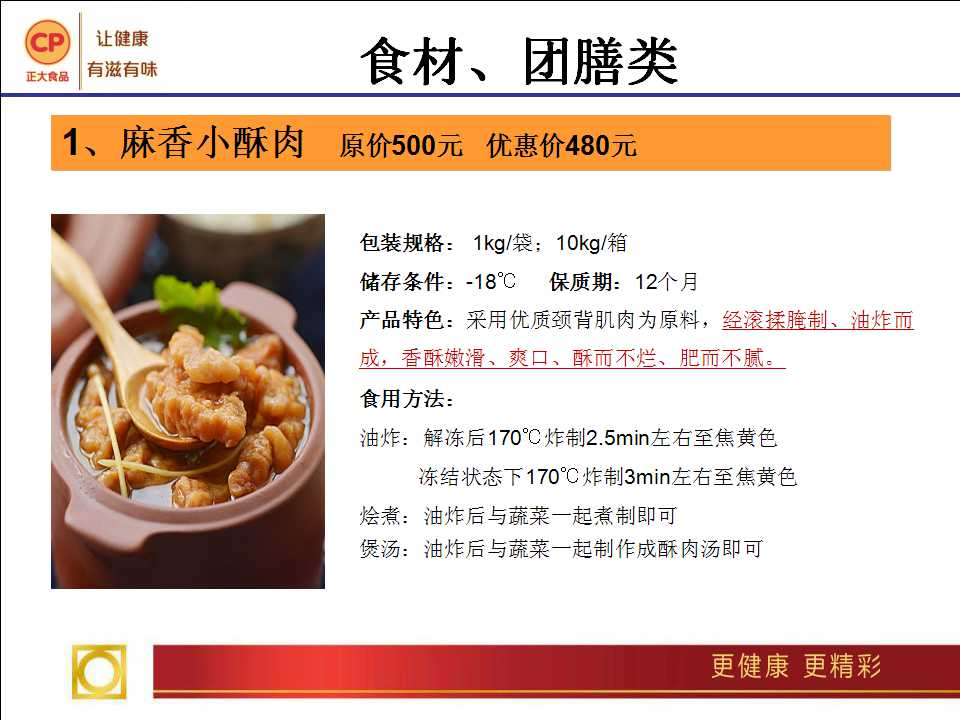 CP
正大食品
让健康
有滋有味
食材、团膳类
1、麻香小酥肉 原价500元 优惠价480元
包装规格： 1kg/袋；10kg/箱
储存条件：-18℃ 保质期：12个月
产品特色：采用优质颈背肌肉为原料，经滚揉腌制、油炸而
成，香酥嫩滑、爽口、酥而不烂、肥而不腻。
食用方法：
油炸：解冻后170℃炸制2.5min左右至焦黄色
冻结状态下170℃炸制3min左右至焦黄色
烩煮：油炸后与蔬菜一起煮制即可
煲汤：油炸后与蔬菜一起制作成酥肉汤即可
更健康 更精彩